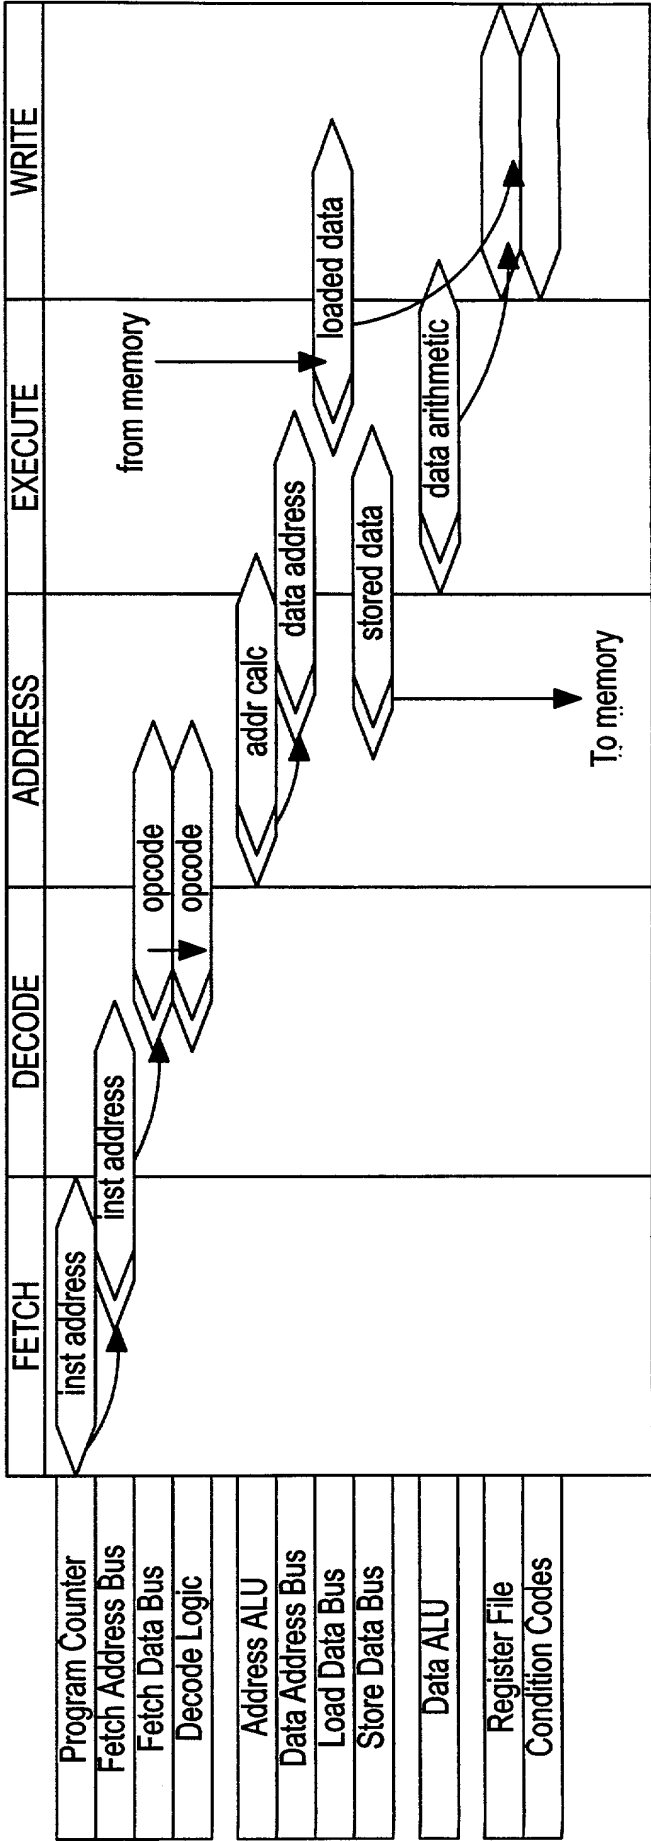 FETCH
DECODE
ADDRESS
EXECUTE
WRITE
Program Counter
inst address
Fetch Address Bus
inst address
Fetch Data Bus
opcode
Decode Logic
opcode
from memory
Address ALU
addr calc
Data Address Bus
data address
Load Data Bus
loaded data
Store Data Bus
stored data
Data ALU
data arithmetic
Register File
Condition Codes
To memory